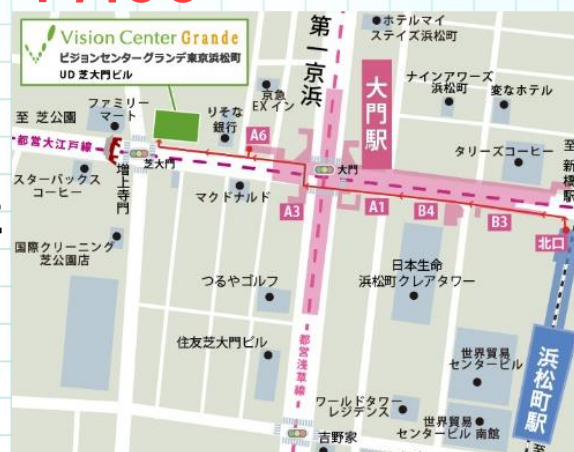 Vision Center Grande
ビジョンセンターグランデ東京浜松町
UD 芝大門ビル
第一京浜
ホテルマイ
ステイズ浜松町
大門駅
ナインアワーズ
浜松町
変なホテル
京急
EXイン
至 芝公園
ファミリー
マート
りそな
銀行
A6
至 新橋駅
都営大江戸線
芝大門
大門
タリーズコーヒー
スターバックス
コーヒー
増上寺門
マクドナルド
A3
A1
B4
B3
北口
国際クリーニング
芝公園店
日本生命
浜松町クレアタワー
つるやゴルフ
住友芝大門ビル
都営浅草線
世界貿易
センタービル
浜松町駅
ワールドタワー
レジデンス
世界貿易
センタービル 南館
吉野家
至